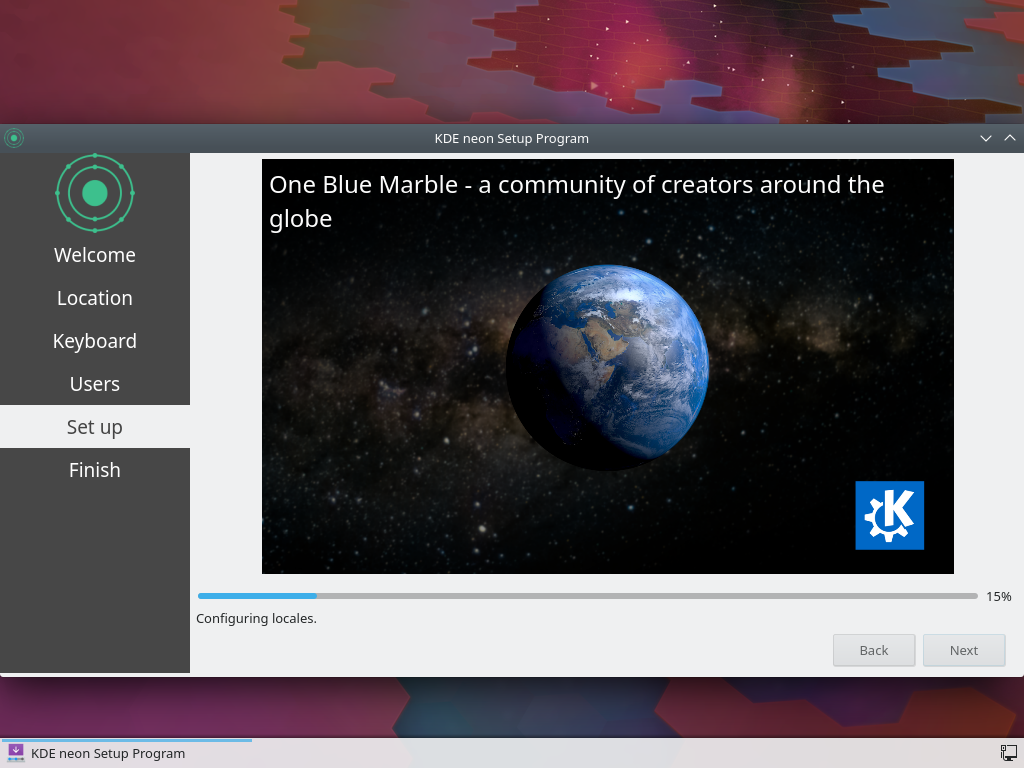 KDE neon Setup Program
Welcome
Location
Keyboard
Users
Set up
Finish
One Blue Marble - a community of creators around the
globe
15%
Configuring locales.
Back
Next
KDE neon Setup Program